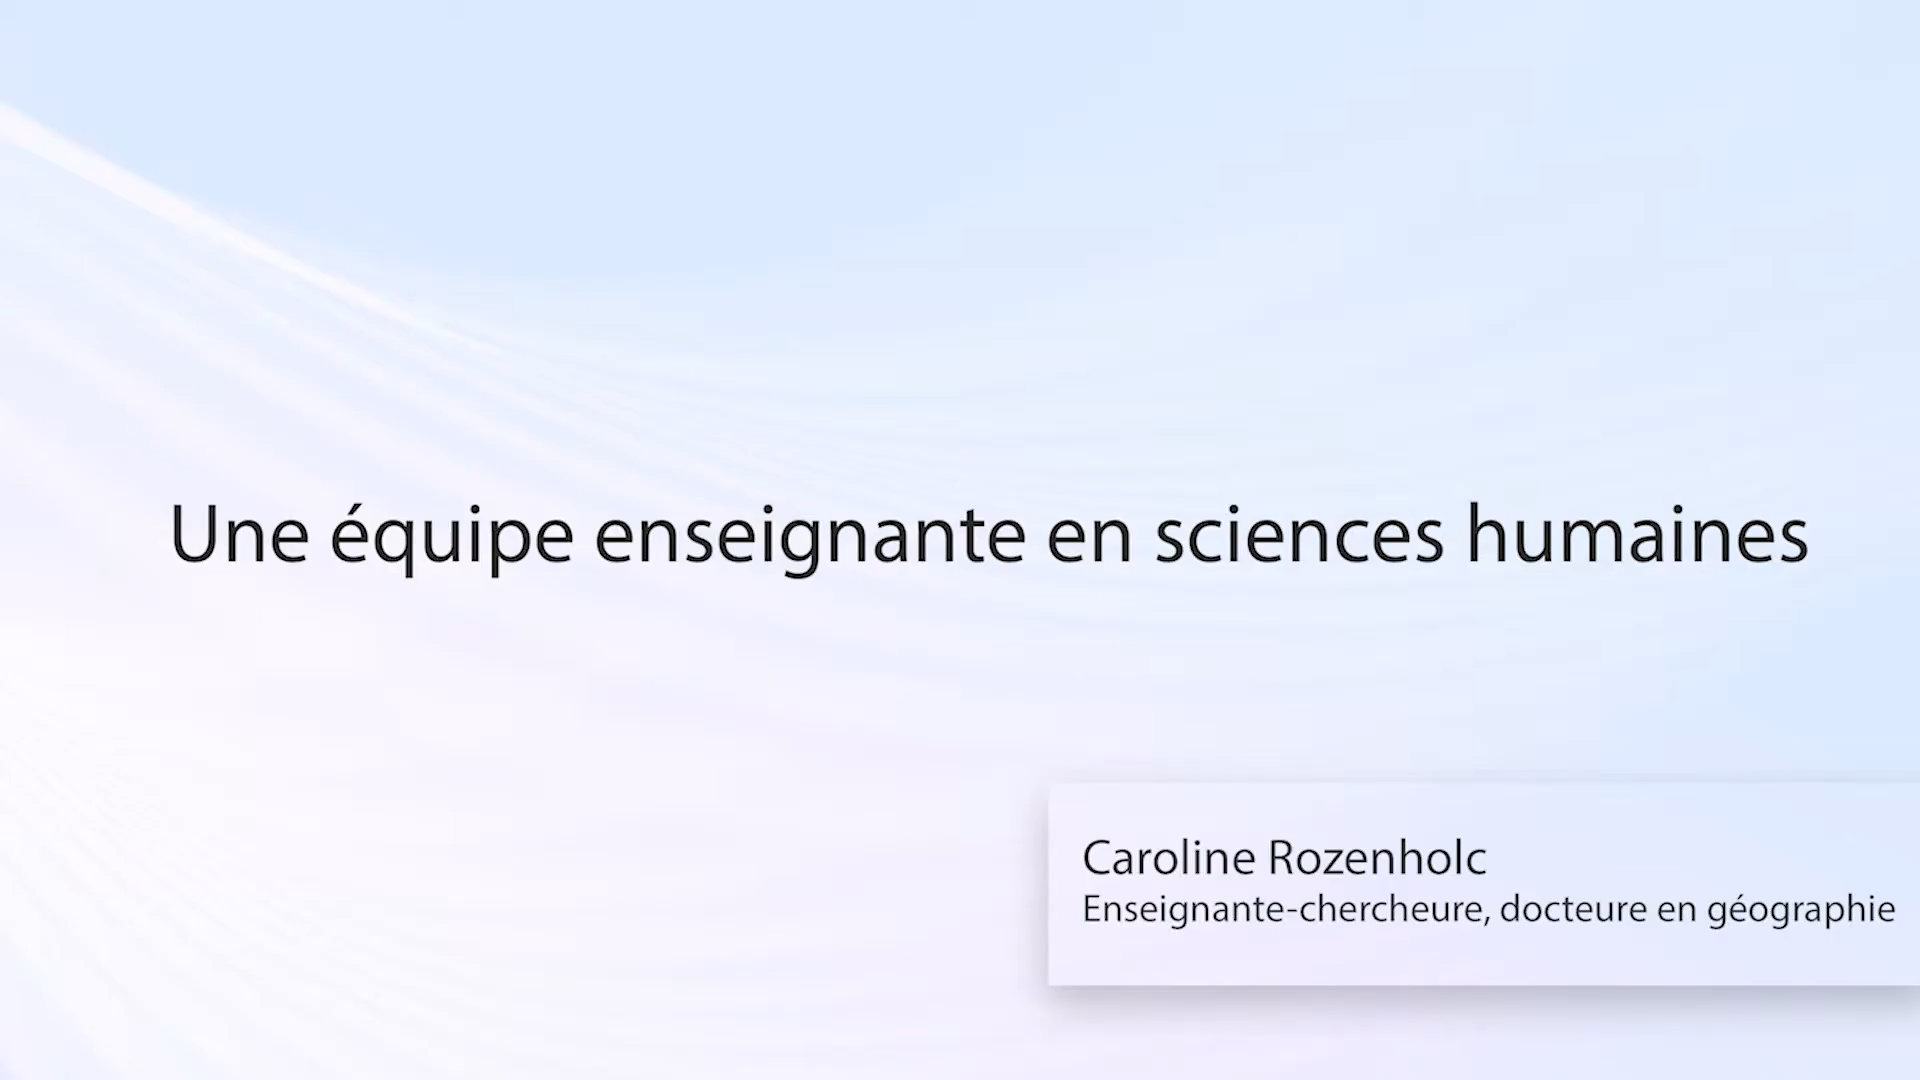 Une équipe enseignante en sciences humaines
Caroline Rozenholc
Enseignante-chercheure, docteure en géographie